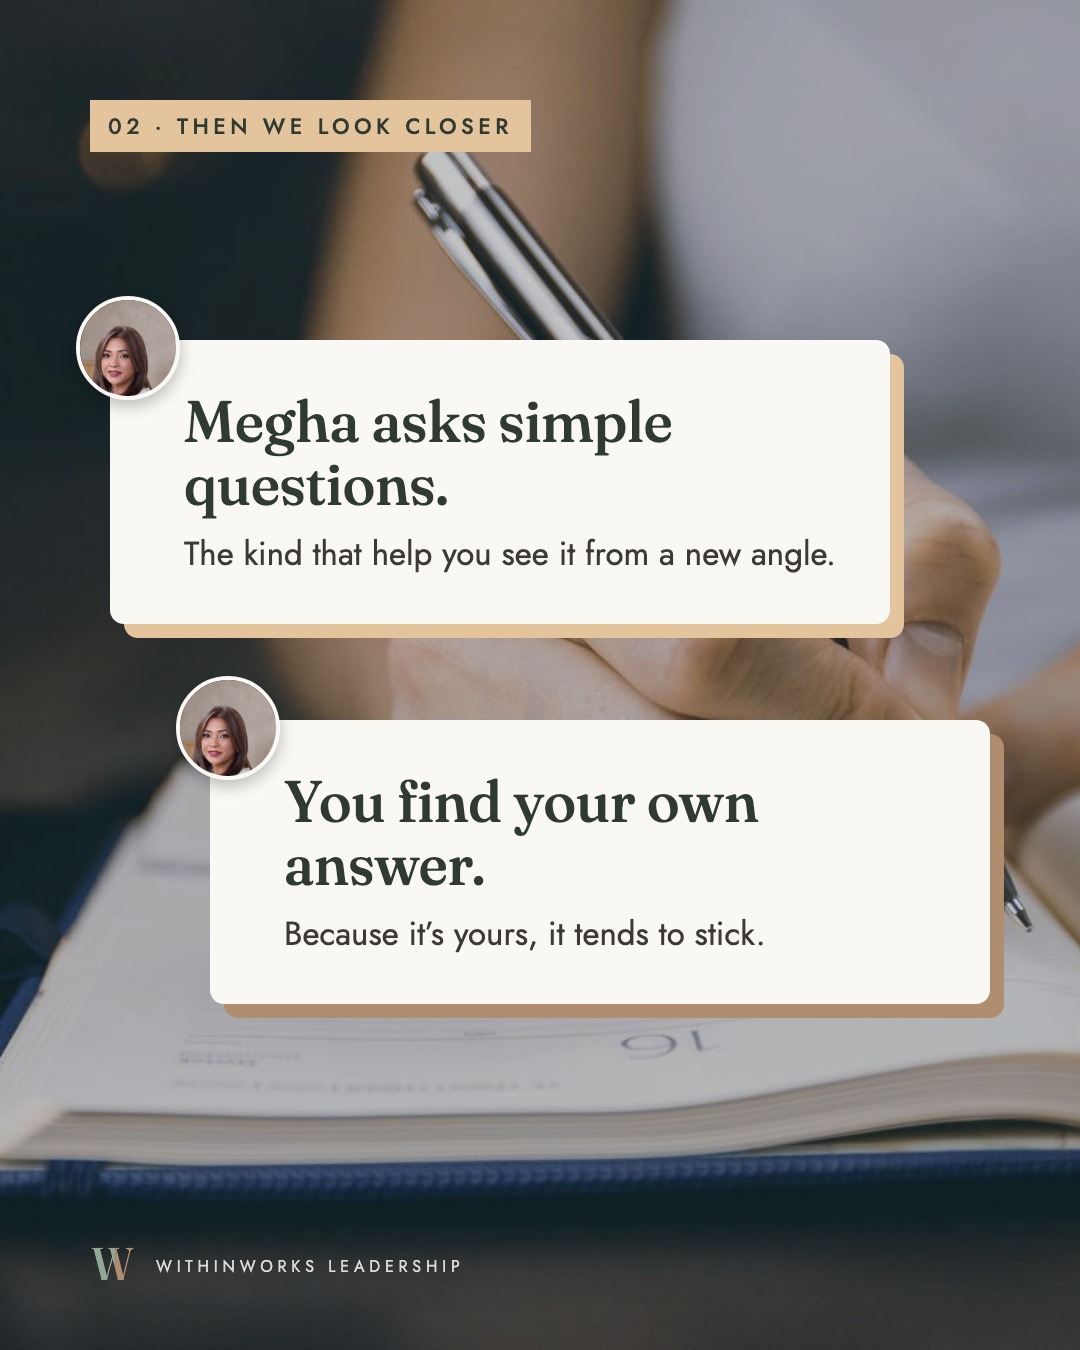 02 · THEN WE LOOK CLOSER
Megha asks simple
questions.
The kind that help you see it from a new angle.
You find your own
answer.
Because it’s yours, it tends to stick.
16
W WITHINWORKS LEADERSHIP